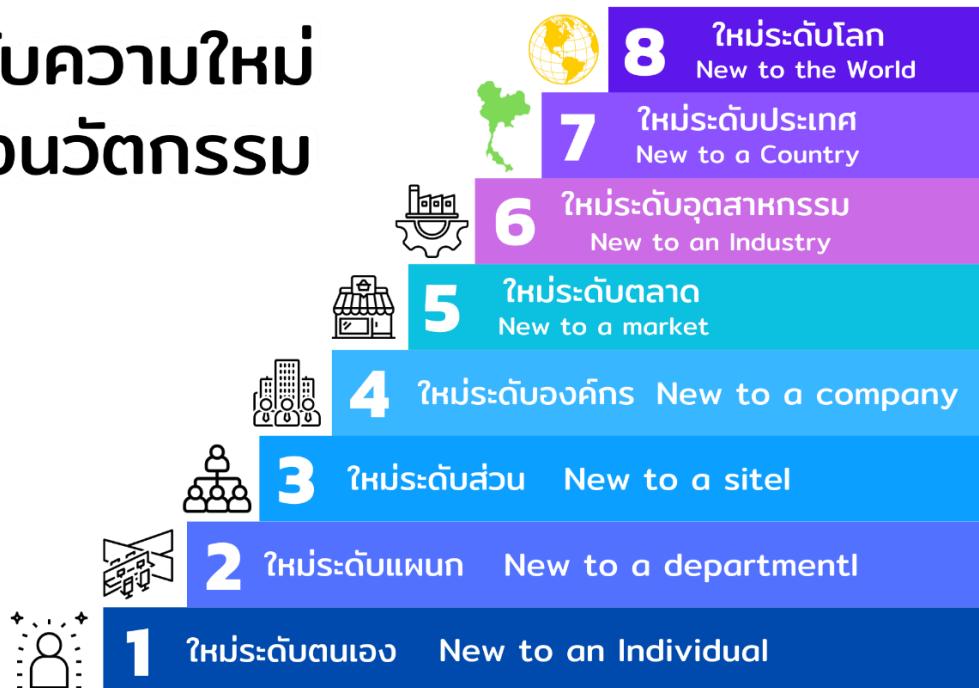 ับความใหม่
นวัตกรรม
8 ใหม่ระดับโลก
New to the World
7 ใหม่ระดับประเทศ
New to a Country
6 ใหม่ระดับอุตสาหกรรม
New to an Industry
5 ใหม่ระดับตลาด
New to a market
4 ใหม่ระดับองค์กร New to a company
3 ใหม่ระดับส่วน New to a sitel
2 ใหม่ระดับแผนก New to a departmentl
1 ใหม่ระดับตนเอง New to an Individual